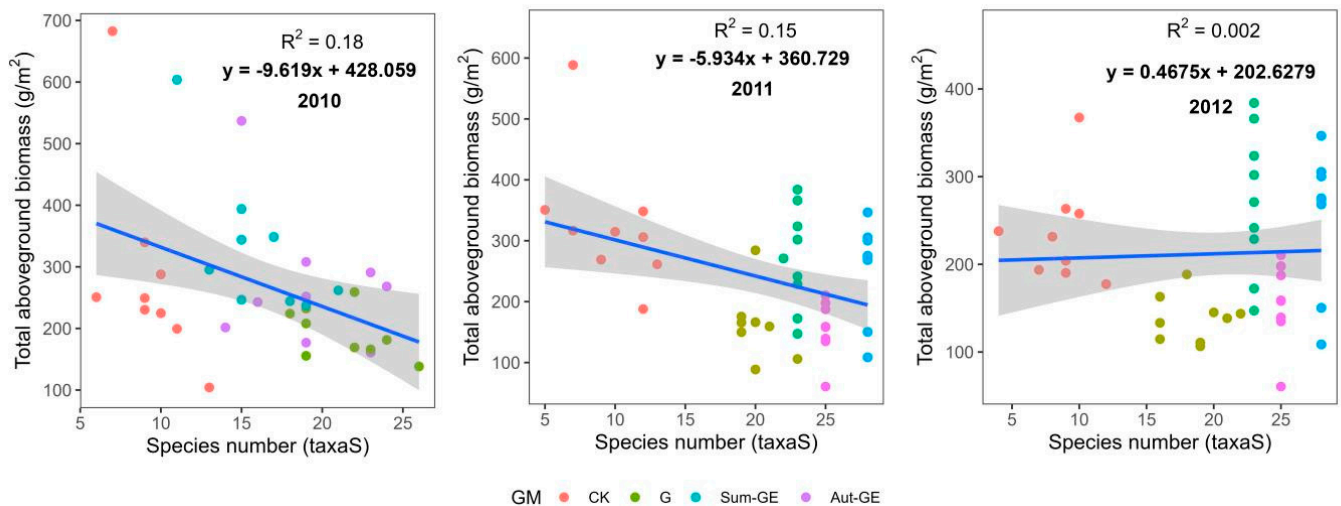 R² = 0.18
y = -9.619x + 428.059
2010
Total aboveground biomass (g/m²)
700
600
500
400
300
200
100
5
10
15
20
25
Species number (taxaS)
R² = 0.15
y = -5.934x + 360.729
2011
Total aboveground biomass (g/m²)
600
500
400
300
200
100
5
10
15
20
25
Species number (taxaS)
R² = 0.002
y = 0.4675x + 202.6279
2012
Total aboveground biomass (g/m²)
400
300
200
100
5
10
15
20
25
Species number (taxaS)
GM CK G Sum-GE Aut-GE